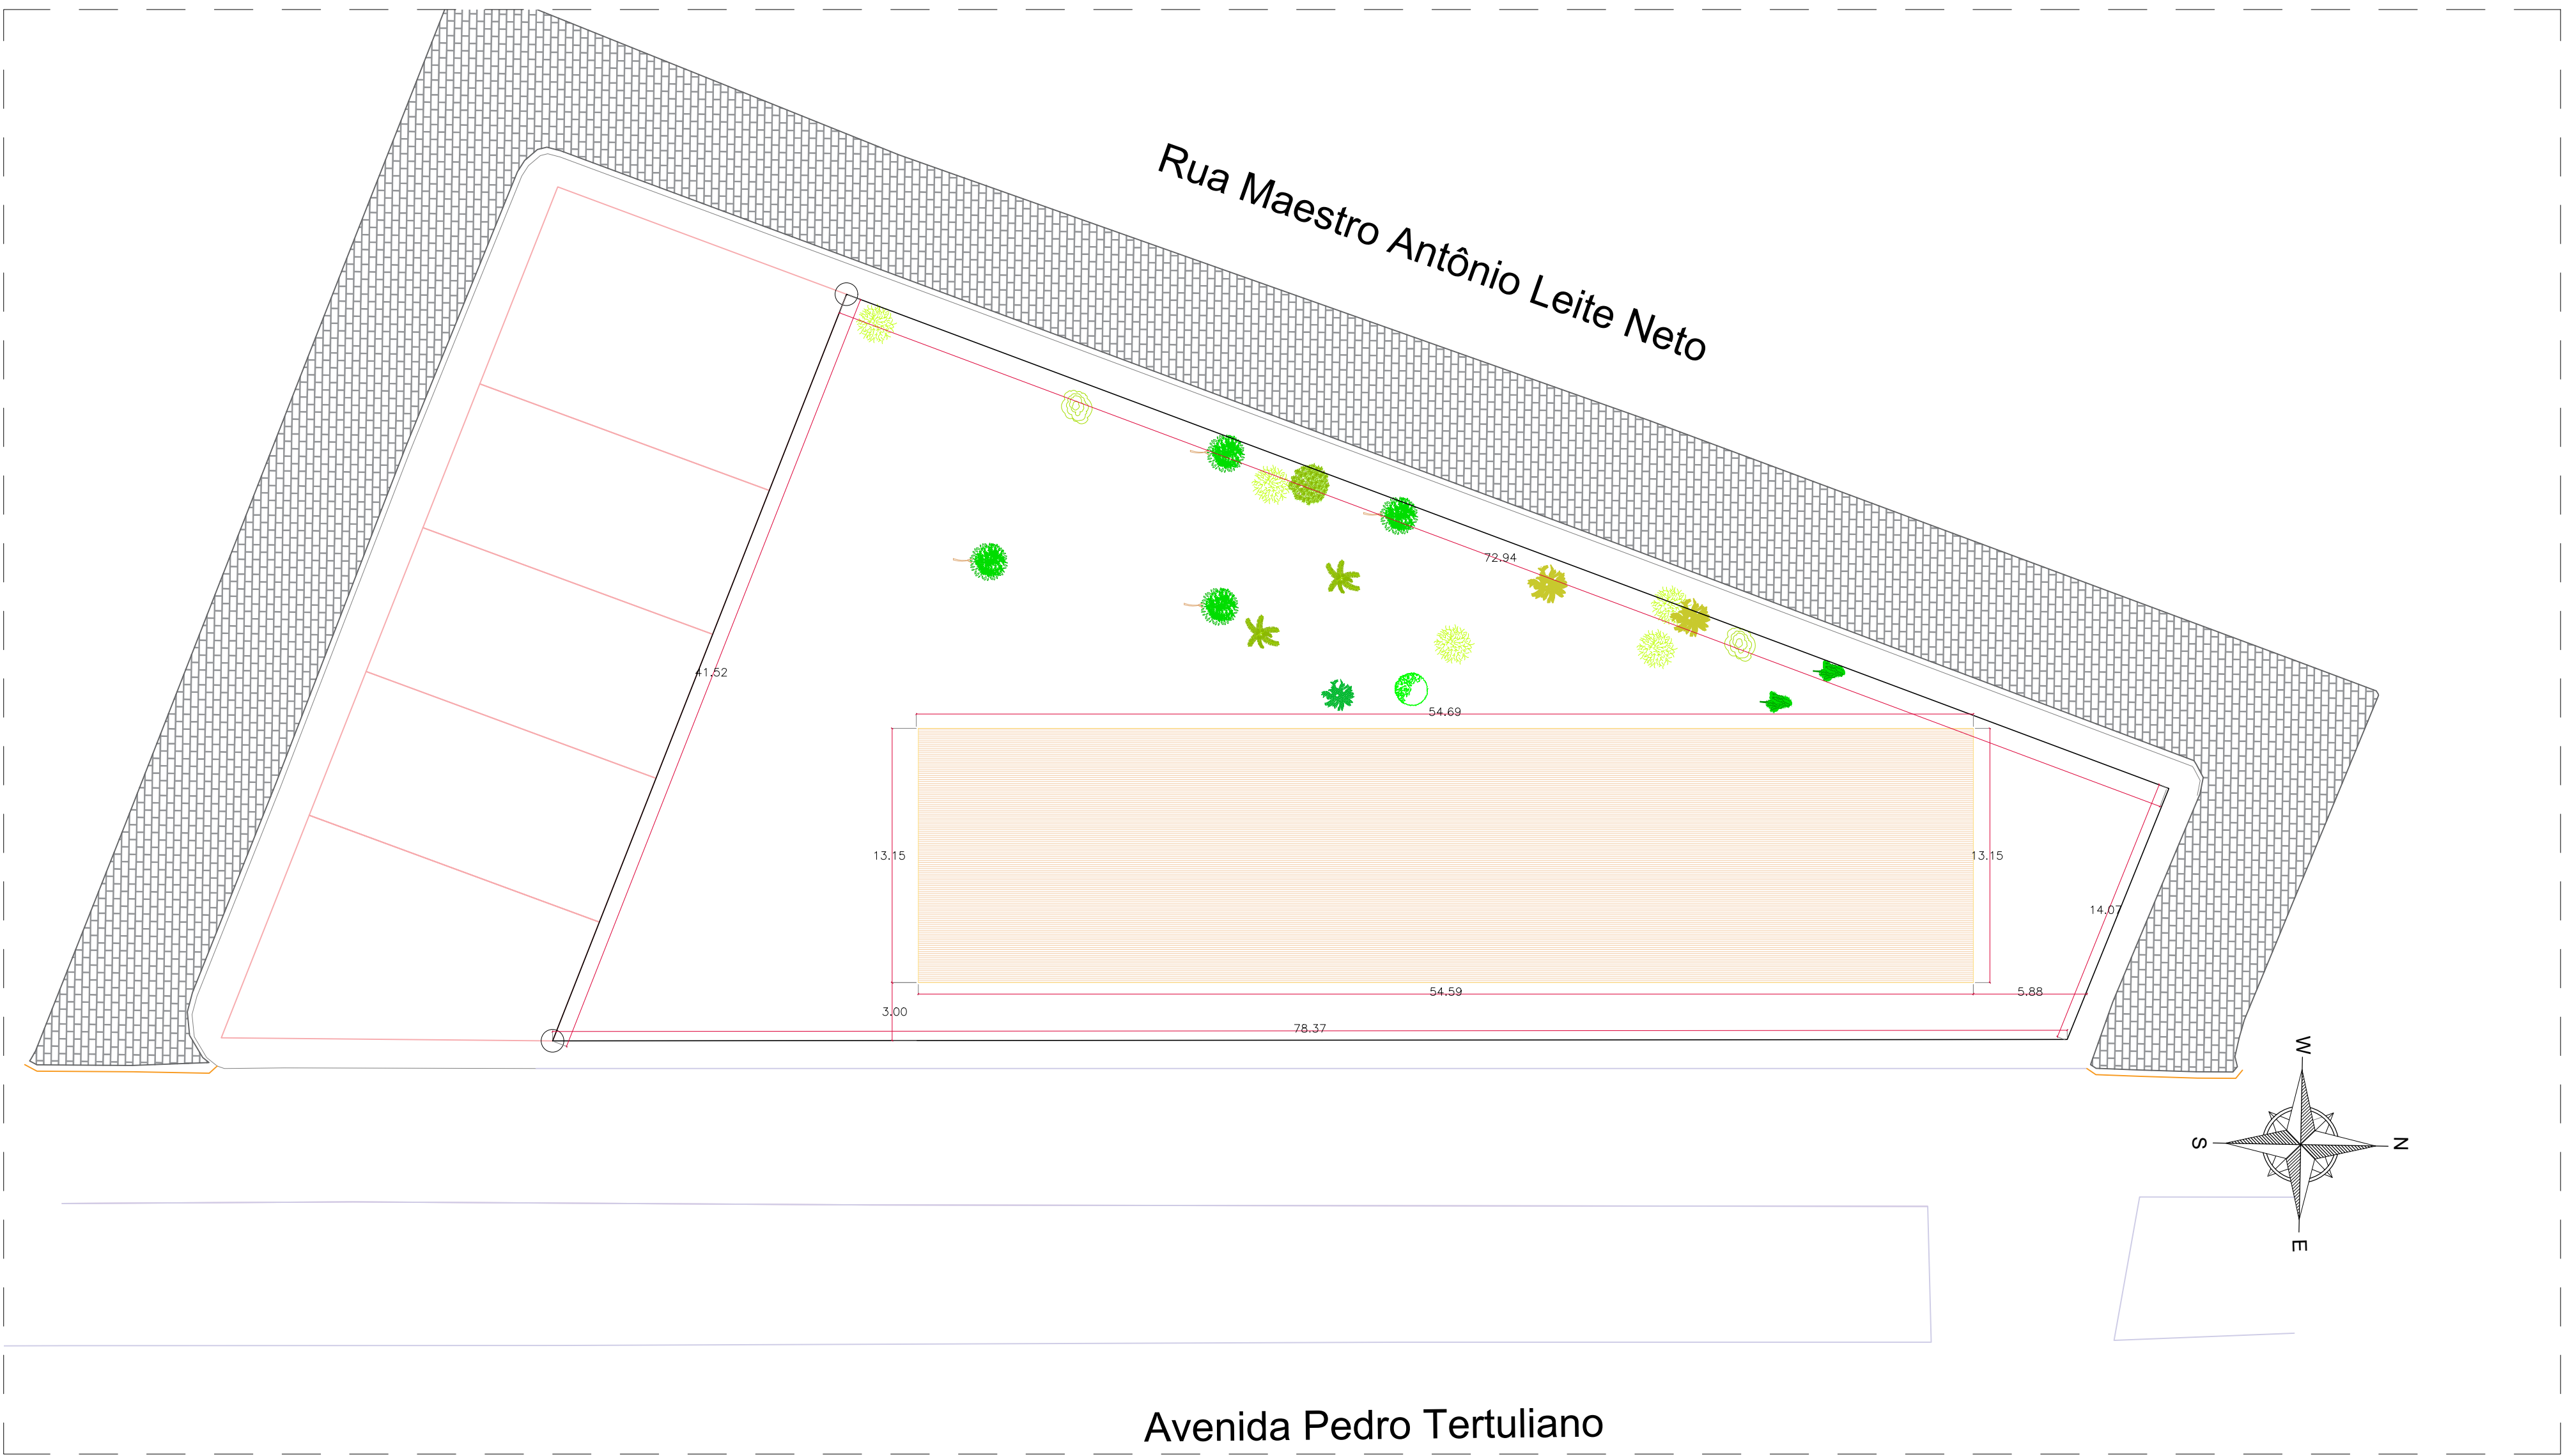 Rua Maestro Antônio Leite Neto
72.94
41.52
54.69
13.15
13.15
14.07
54.59
5.88
3.00
78.37
W
S
N
E
Avenida Pedro Tertuliano